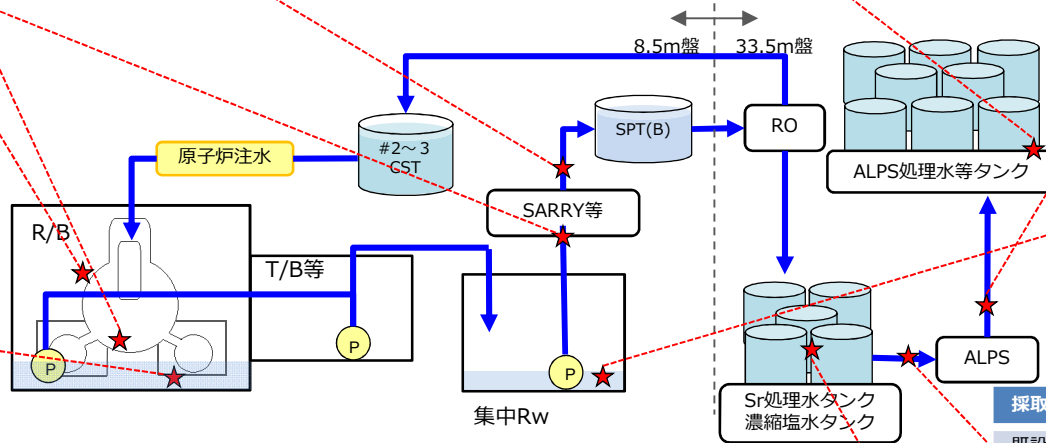 8.5m盤
33.5m盤
SPT(B)
RO
#2～3
CST
原子炉注水
ALPS処理水等タンク
SARRY等
R/B
T/B等
P
P
P
ALPS
Sr処理水タンク
濃縮塩水タンク
集中Rw
採取